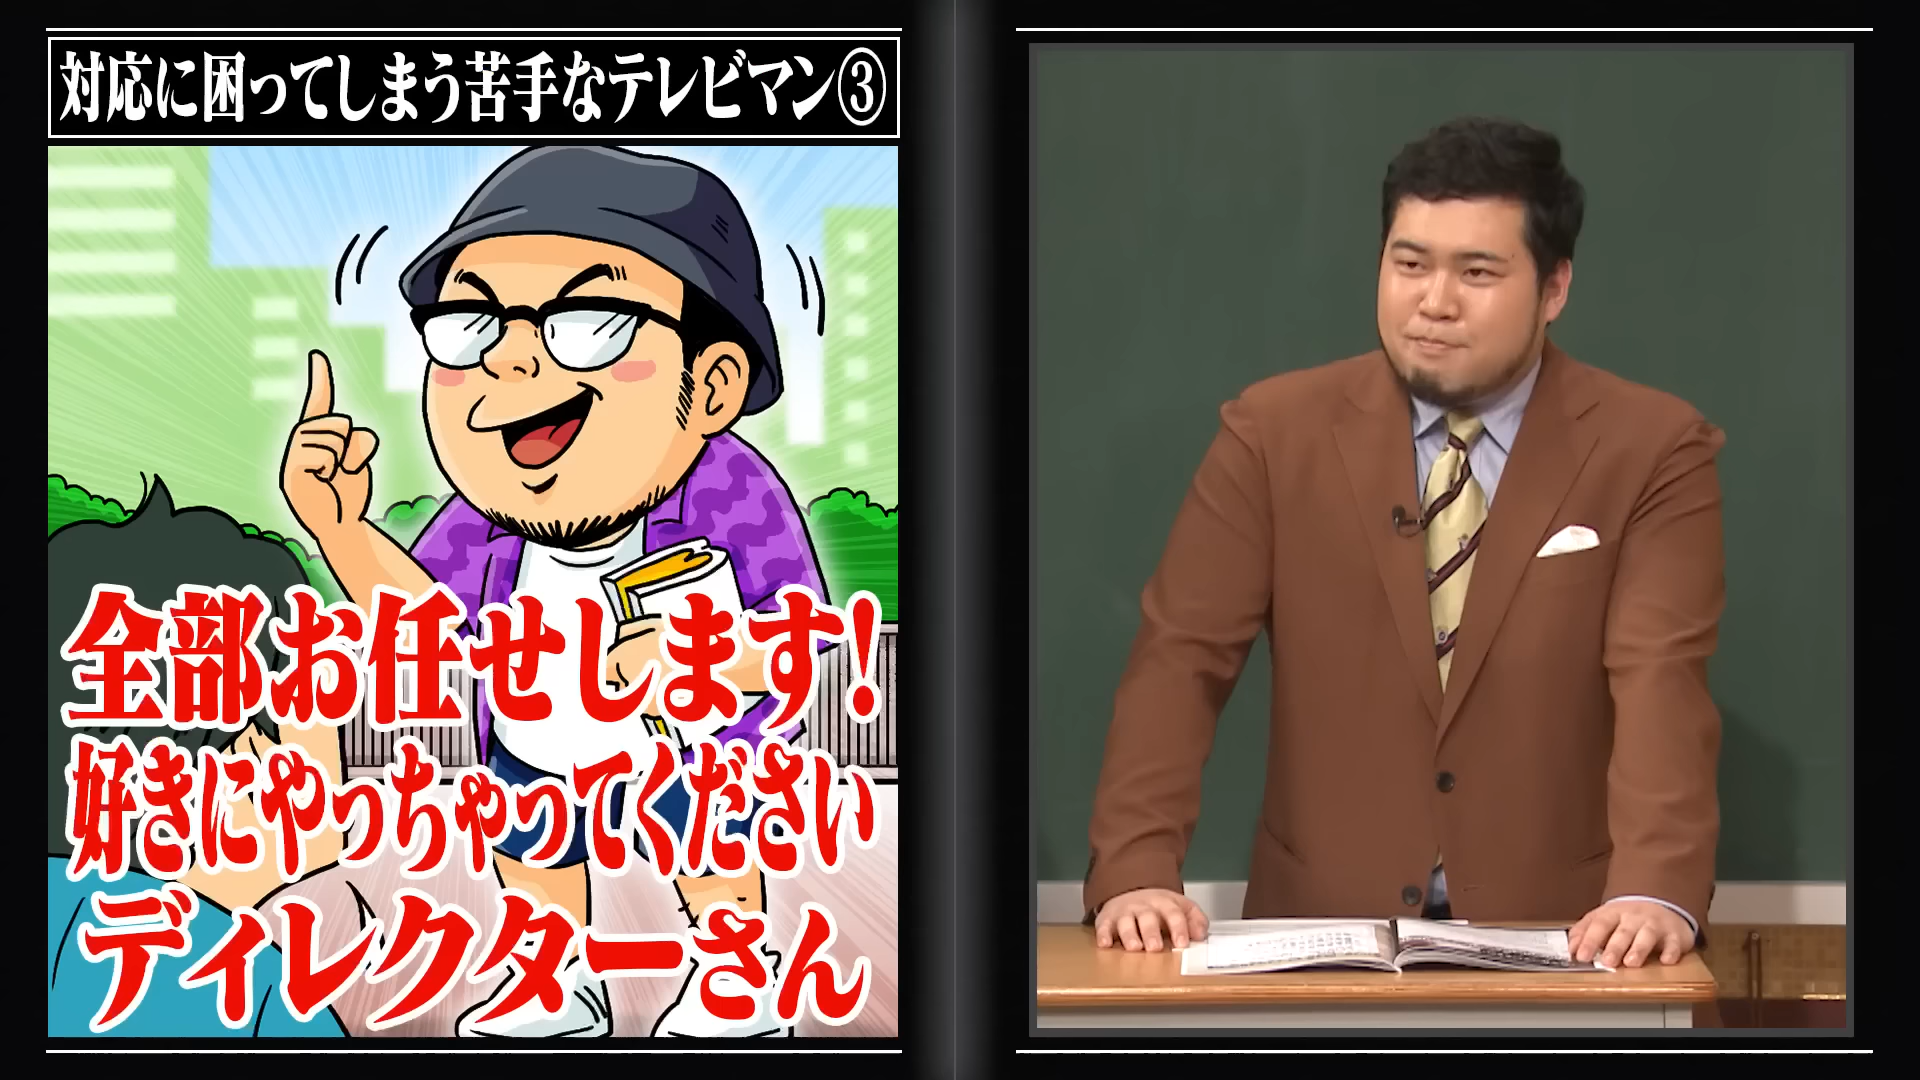 対応に困ってしまう苦手なテレビマン③
全部お任せします!
好きにやっちゃってください
ディレクターさん